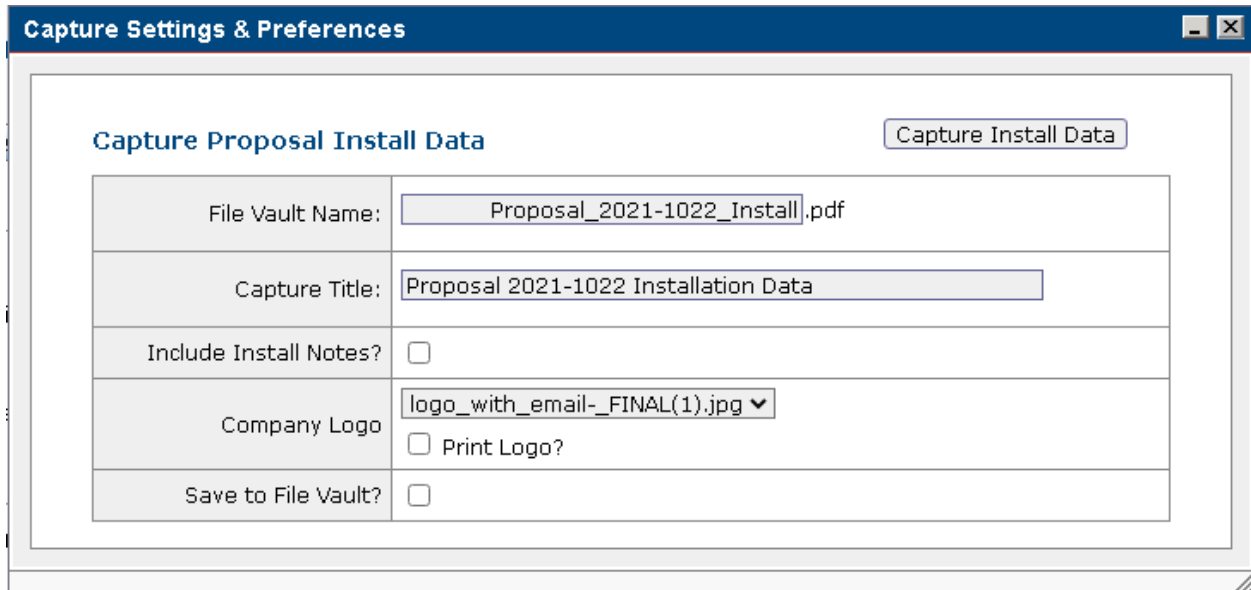 Capture Settings & Preferences
Capture Proposal Install Data
Capture Install Data
File Vault Name: Proposal_2021-1022_Install .pdf
Capture Title: Proposal 2021-1022 Installation Data
Include Install Notes?
Company Logo logo_with_email-_FINAL(1).jpg
Print Logo?
Save to File Vault?